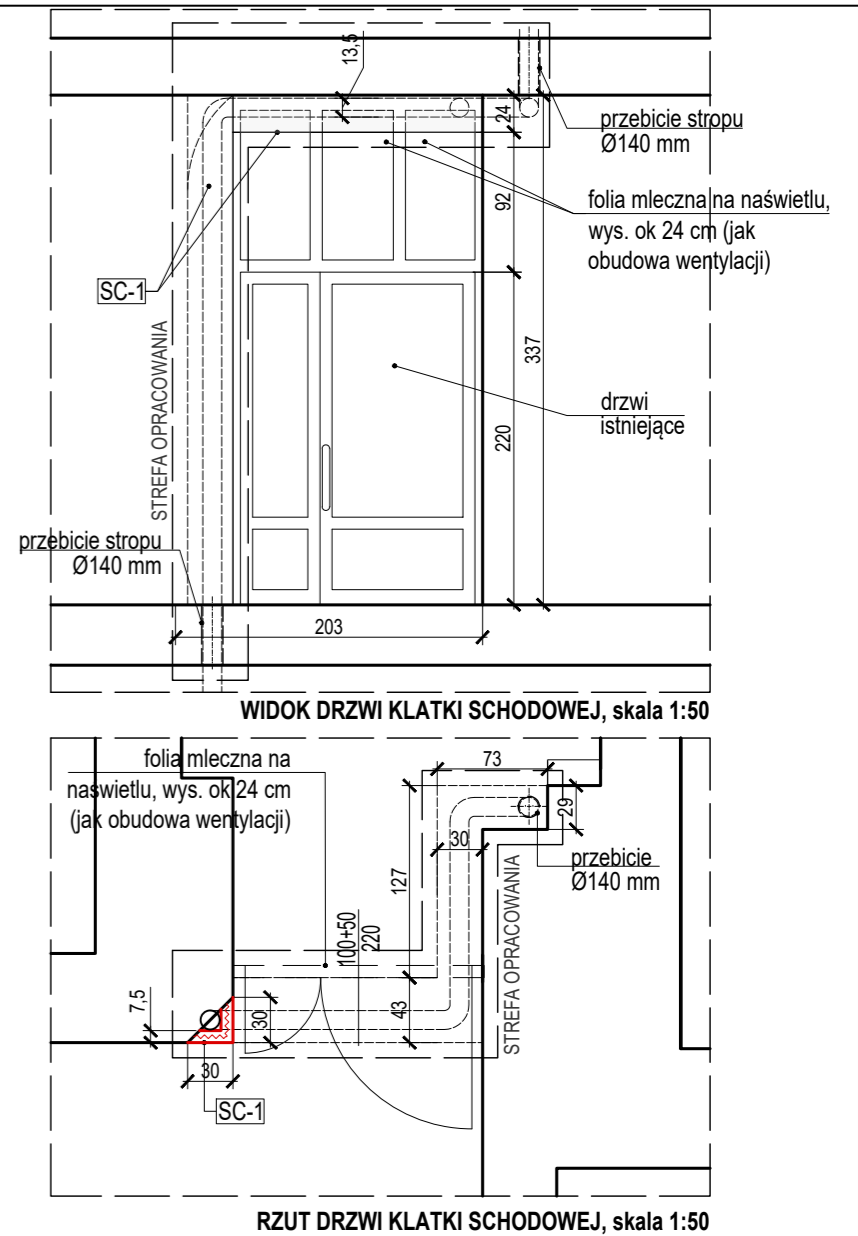 13,5
24
przebicie stropu
Ø140 mm
folia mleczna na naświetlu,
wys. ok 24 cm (jak
obudowa wentylacji)
92
SC-1
STREFA OPRACOWANIA
337
drzwi
istniejące
220
przebicie stropu
Ø140 mm
203
WIDOK DRZWI KLATKI SCHODOWEJ, skala 1:50
folia mleczna na
naswietlu, wys. ok 24 cm
(jak obudowa wentylacji)
73
29
30
przebicie
Ø140 mm
127
STREFA OPRACOWANIA
100+50
220
7,5
30
43
30
SC-1
RZUT DRZWI KLATKI SCHODOWEJ, skala 1:50